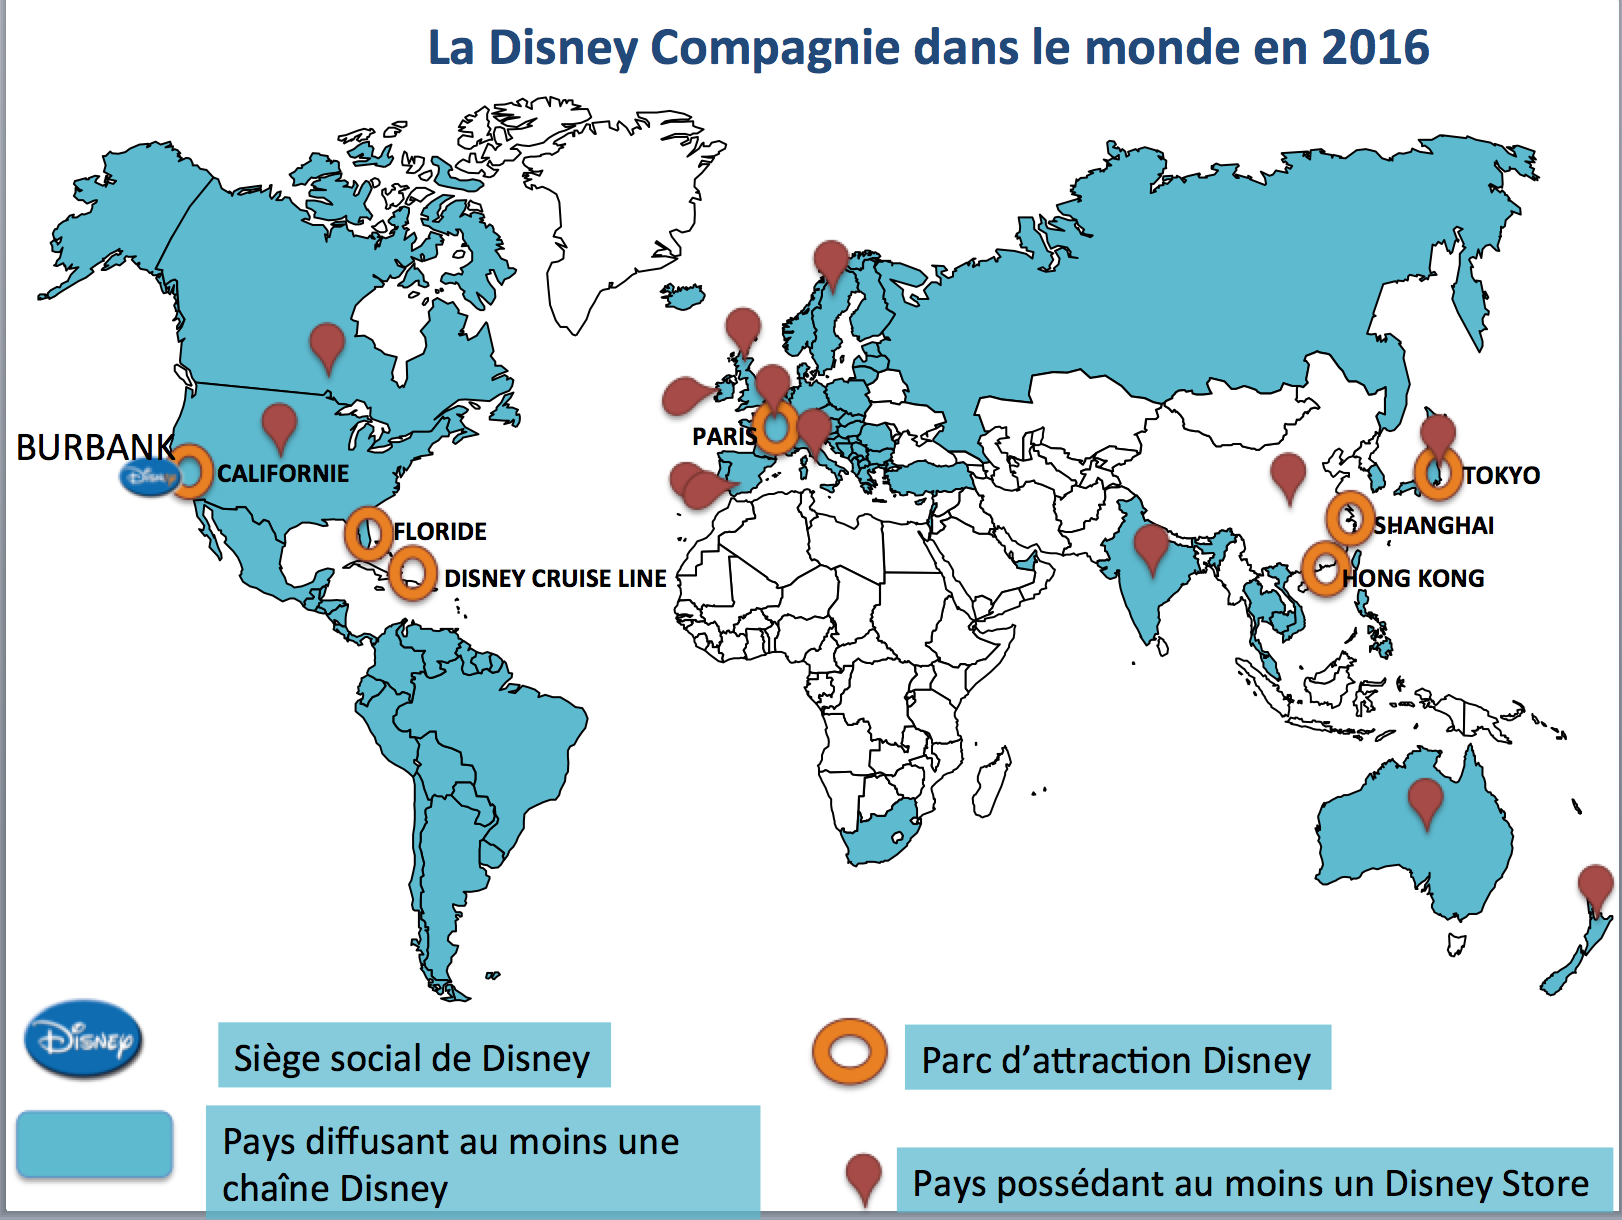 La Disney Compagnie dans le monde en 2016
BURBANK
Disney
CALIFORNIE
FLORIDE
DISNEY CRUISE LINE
PARIS
TOKYO
SHANGHAI
HONG KONG
Disney
Siège social de Disney
Parc d’attraction Disney
Pays diffusant au moins une
chaîne Disney
Pays possédant au moins un Disney Store